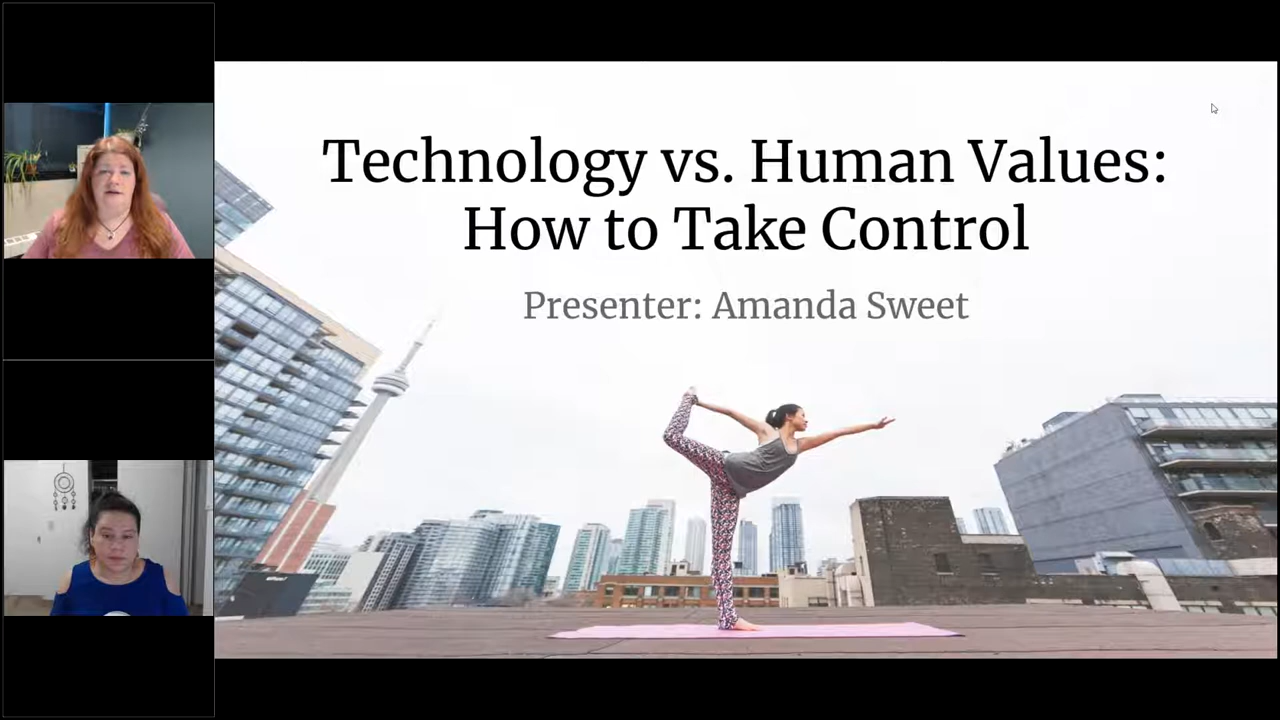 Technology vs. Human Values:
How to Take Control
Presenter: Amanda Sweet